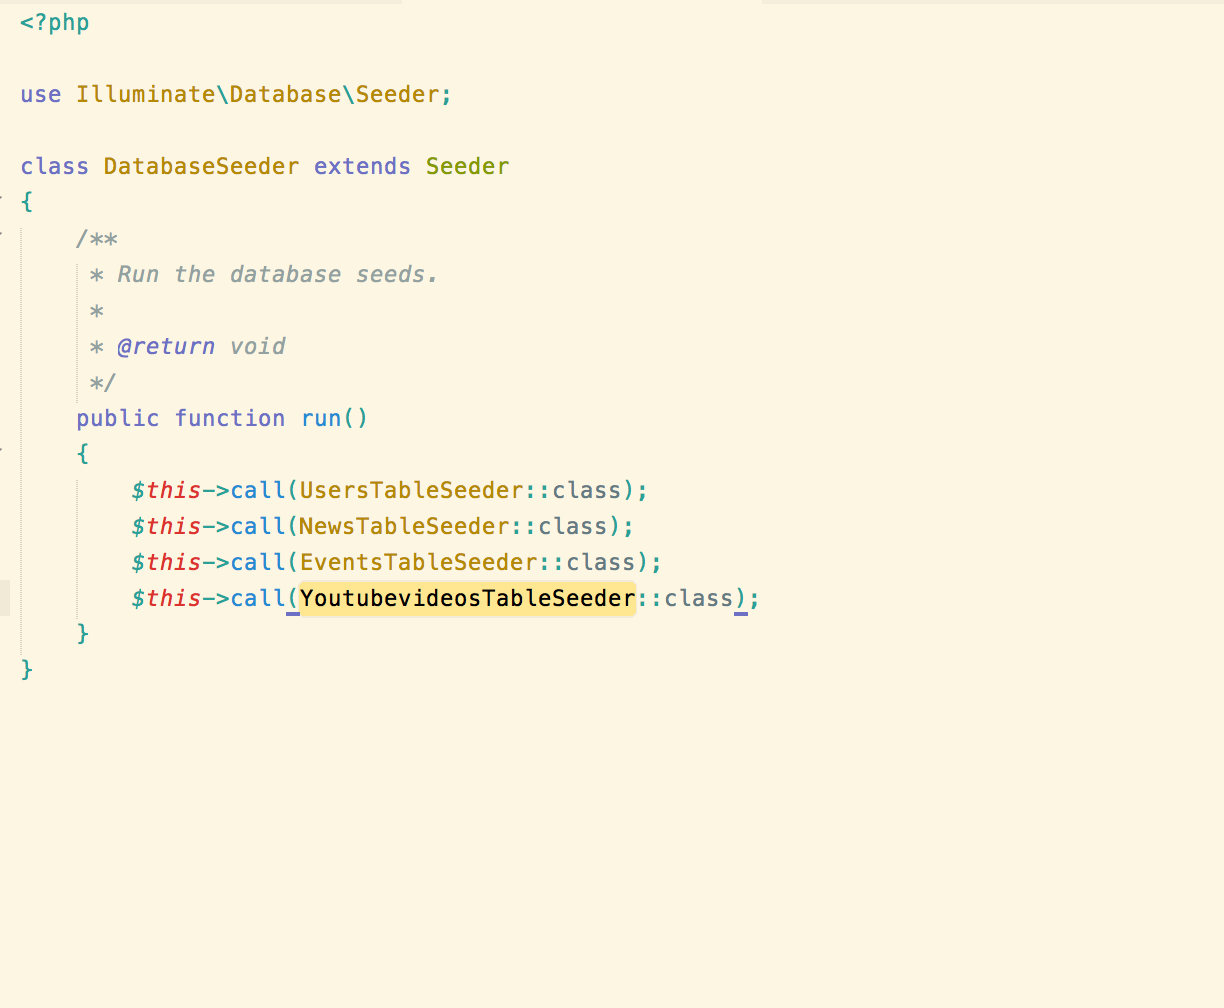 <?php
use Illuminate\Database\Seeder;
class DatabaseSeeder extends Seeder
{
/**
* Run the database seeds.
*
* @return void
*/
public function run()
{
$this->call(UsersTableSeeder::class);
$this->call(NewsTableSeeder::class);
$this->call(EventsTableSeeder::class);
$this->call(YoutubevideosTableSeeder::class);
}
}